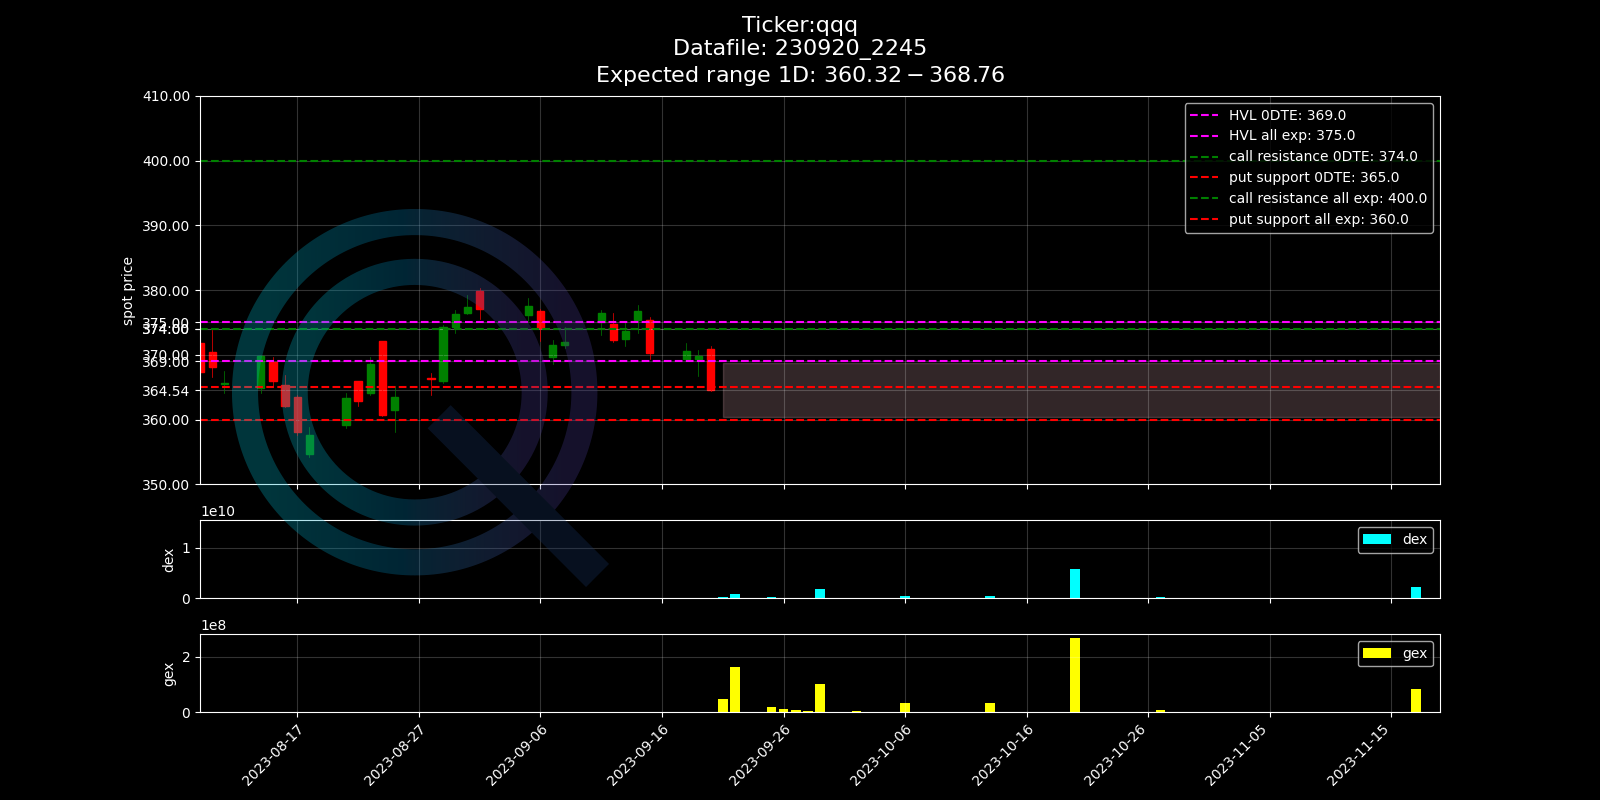 Ticker:qqq
Datafile: 230920_2245
Expected range 1D: 360.32 − 368.76
410.00
400.00
390.00
380.00
375.00
374.00
370.00
369.00
364.54
360.00
350.00
spot price
HVL 0DTE: 369.0
HVL all exp: 375.0
call resistance 0DTE: 374.0
put support 0DTE: 365.0
call resistance all exp: 400.0
put support all exp: 360.0
1e10
1
0
dex
dex
1e8
2
0
gex
gex
2023-08-17
2023-08-27
2023-09-06
2023-09-16
2023-09-26
2023-10-06
2023-10-16
2023-10-26
2023-11-05
2023-11-15